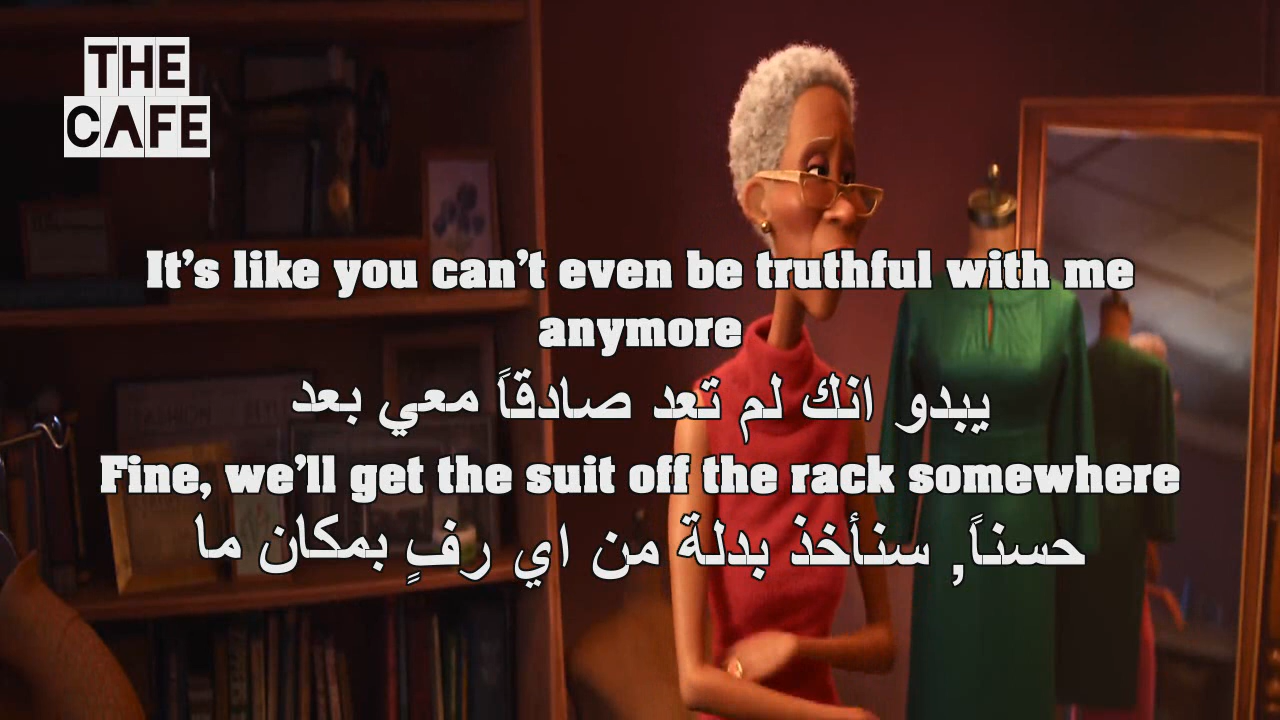 THE
CAFE
It's like you can't even be truthful with me
anymore
يبدو انك لم تعد صادقاً معي بعد
Fine, we'll get the suit off the rack somewhere
حسناً, سنأخذ بدلة من اي رفٍ بمكان ما